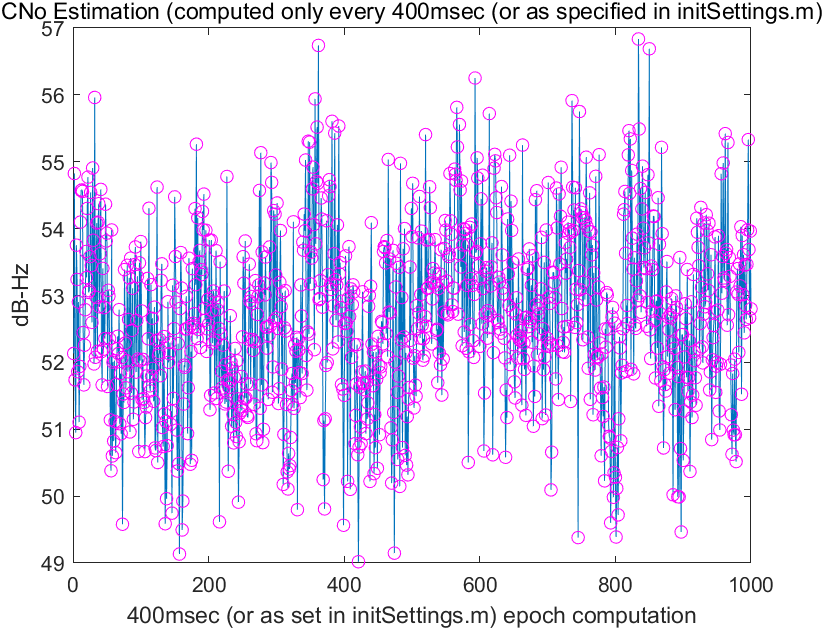 CNo Estimation (computed only every 400msec (or as specified in initSettings.m)
57
56
55
54
53
52
51
50
49
dB-Hz
0 200 400 600 800 1000
400msec (or as set in initSettings.m) epoch computation